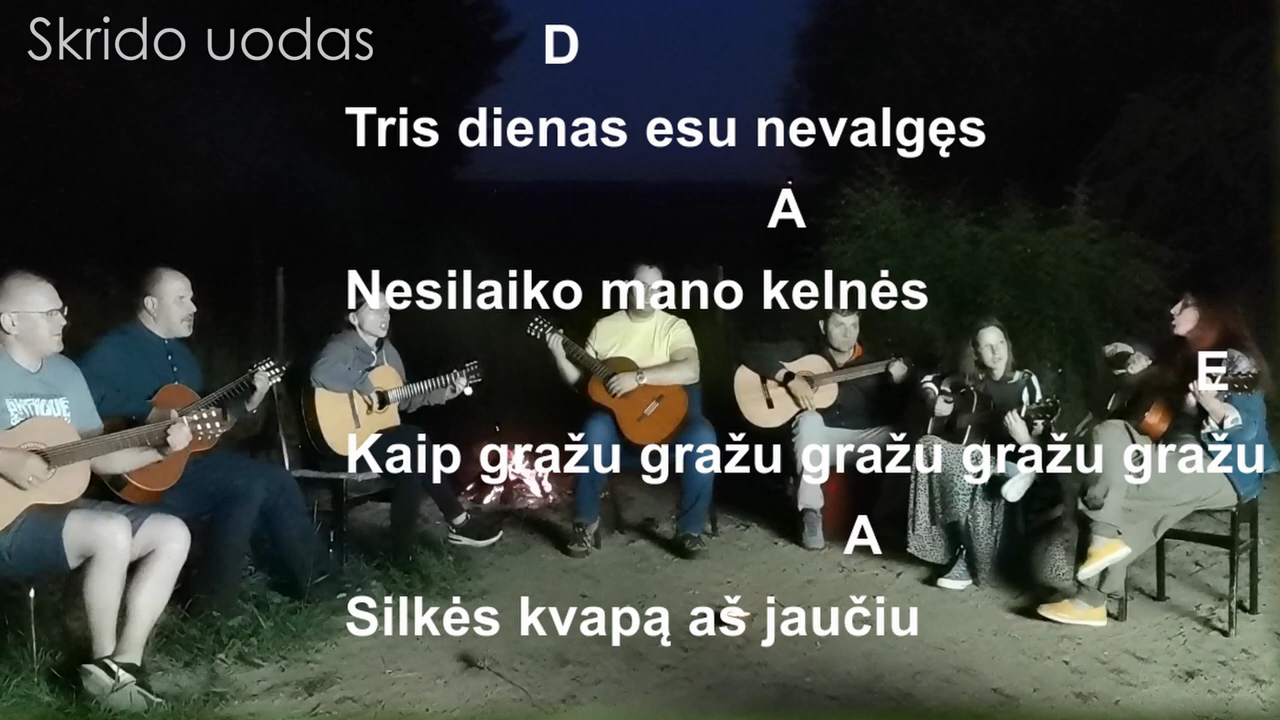 Skrido uodas
D
Tris dienas esu nevalgęs
A
Nesilaiko mano kelnės
E
Kaip gražu gražu gražu gražu gražu
A
Silkės kvapą aš jaučiu